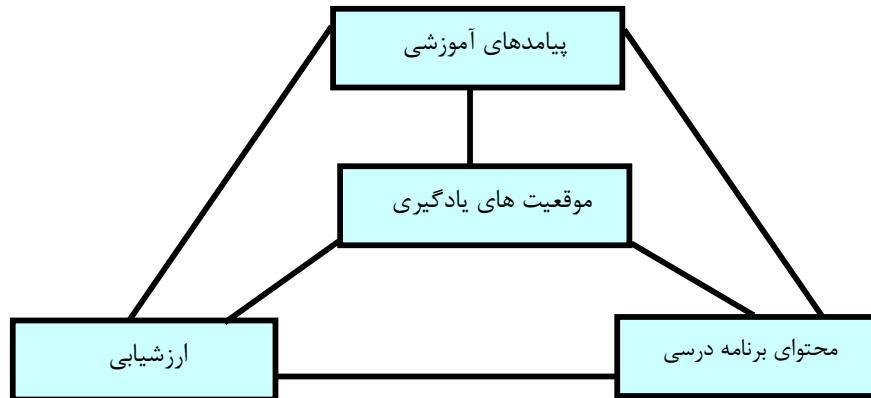 پیامدهای آموزشی
موقعیت های یادگیری
محتوای برنامه درسی
ارزشیابی